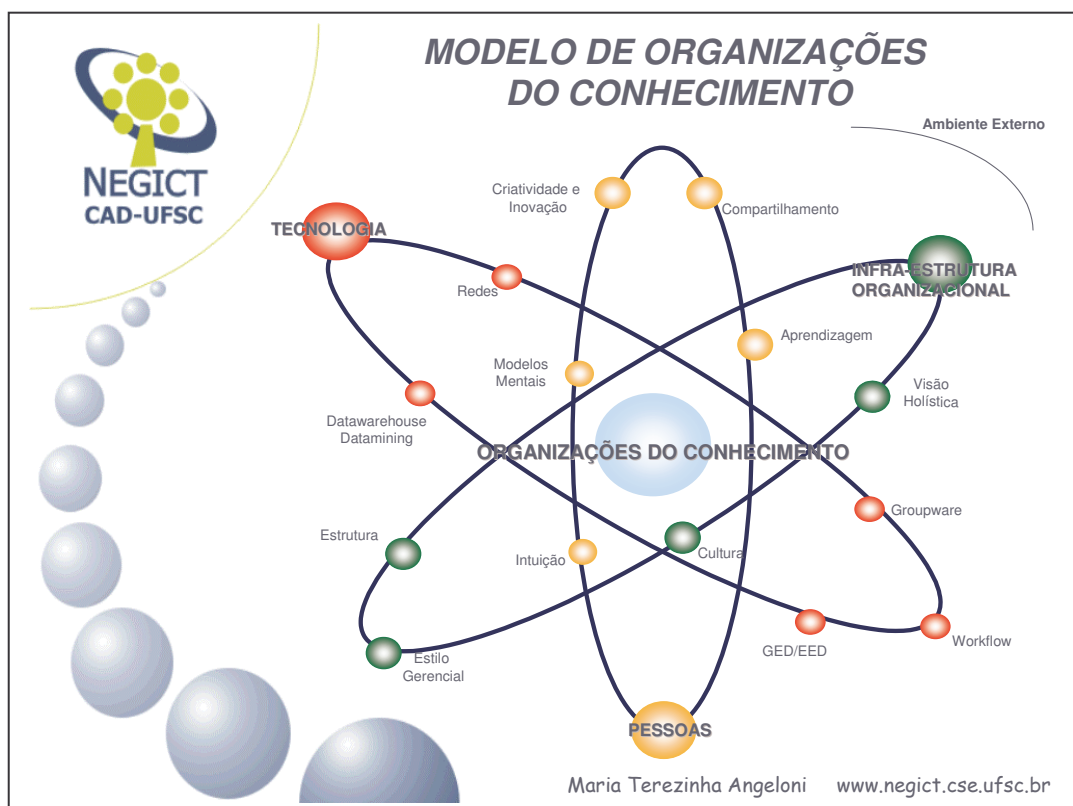 MODELO DE ORGANIZAÇÕES
DO CONHECIMENTO
NEGICT
CAD-UFSC
Ambiente Externo
Criatividade e
Inovação
Compartilhamento
TECNOLOGIA
INFRA-ESTRUTURA
ORGANIZACIONAL
Redes
Aprendizagem
Modelos
Mentais
Visão
Holística
Datawarehouse
Datamining
ORGANIZAÇÕES DO CONHECIMENTO
Groupware
Estrutura
Intuição
Cultura
Estilo
Gerencial
GED/EED
Workflow
PESSOAS
Maria Terezinha Angeloni www.negict.cse.ufsc.br